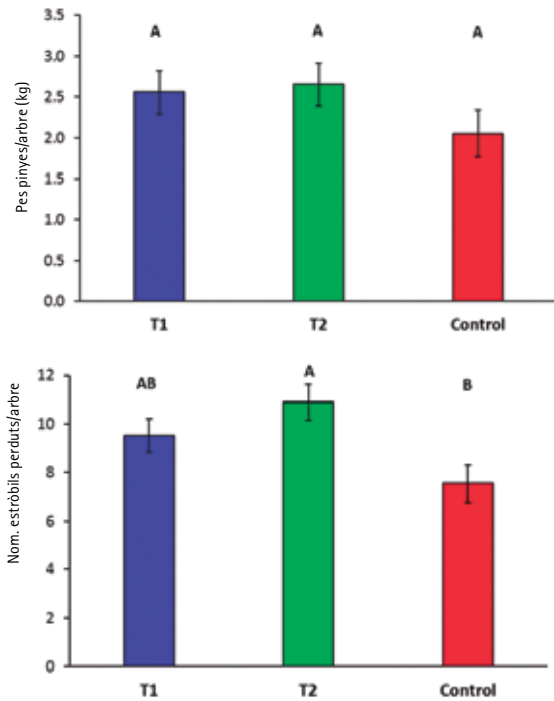 Pes pinyes/arbre (kg)
3.5
3.0
2.5
2.0
1.5
1.0
0.5
0.0
A
A
A
T1
T2
Control
Nom. estròbils perduts/arbre
12
10
8
6
4
2
0
AB
A
B
T1
T2
Control